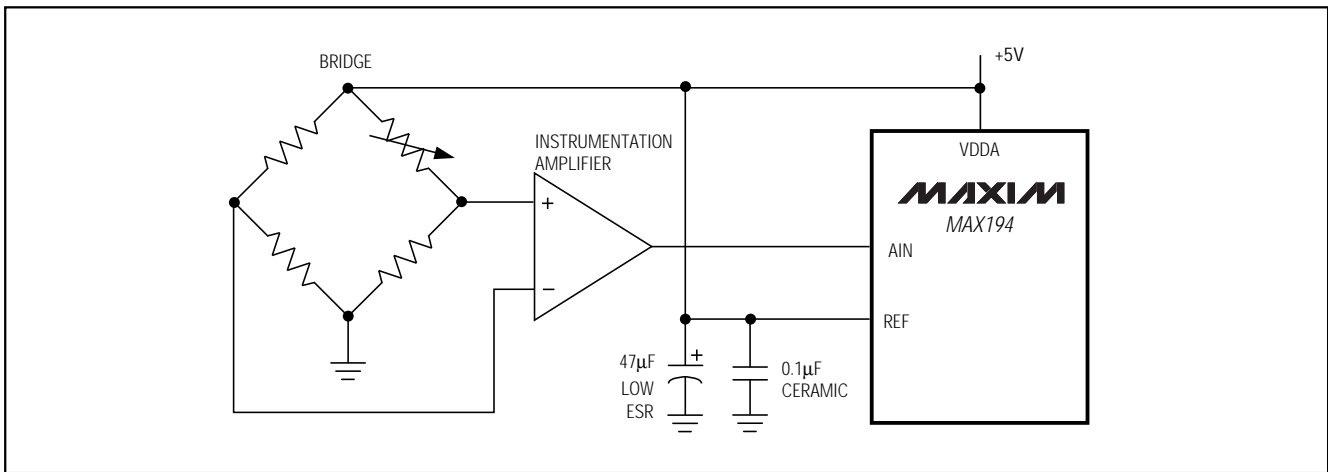 BRIDGE
+5V
INSTRUMENTATION
AMPLIFIER
VDDA
MAXIM
MAX194
+
−
AIN
REF
47µF
+
LOW
ESR
0.1µF
CERAMIC